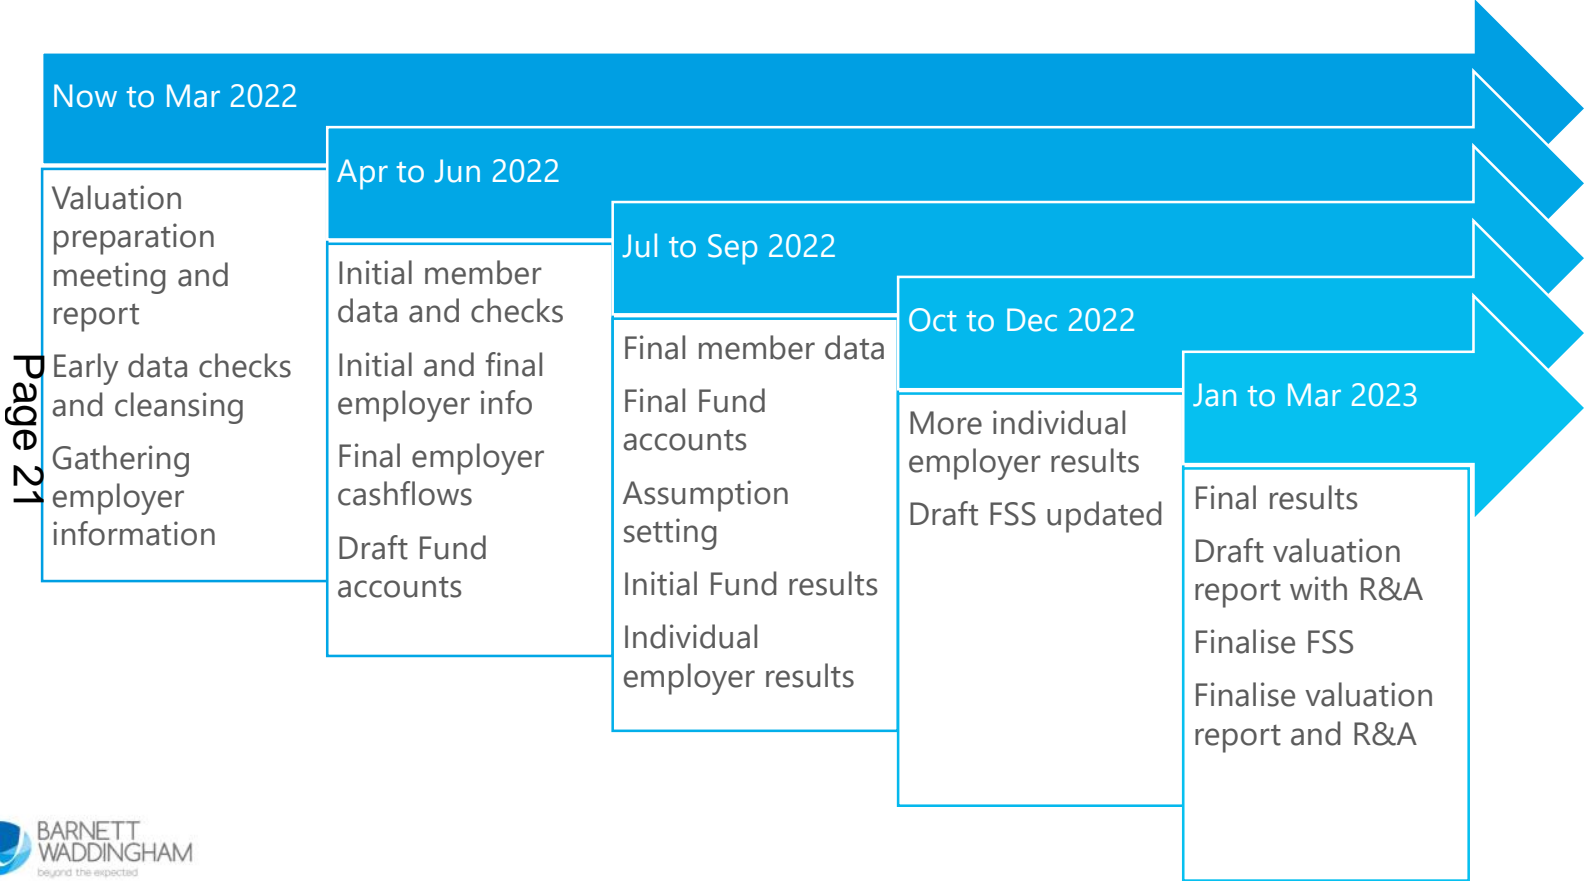 Now to Mar 2022
Valuation
preparation
meeting and
report
Early data checks
and cleansing
Gathering
employer
information
Apr to Jun 2022
Initial member
data and checks
Initial and final
employer info
Final employer
cashflows
Draft Fund
accounts
Jul to Sep 2022
Final member data
Final Fund
accounts
Assumption
setting
Initial Fund results
Individual
employer results
Oct to Dec 2022
More individual
employer results
Draft FSS updated
Jan to Mar 2023
Final results
Draft valuation
report with R&A
Finalise FSS
Finalise valuation
report and R&A
Page 21
BARNETT
WADDINGHAM
beyond the expected